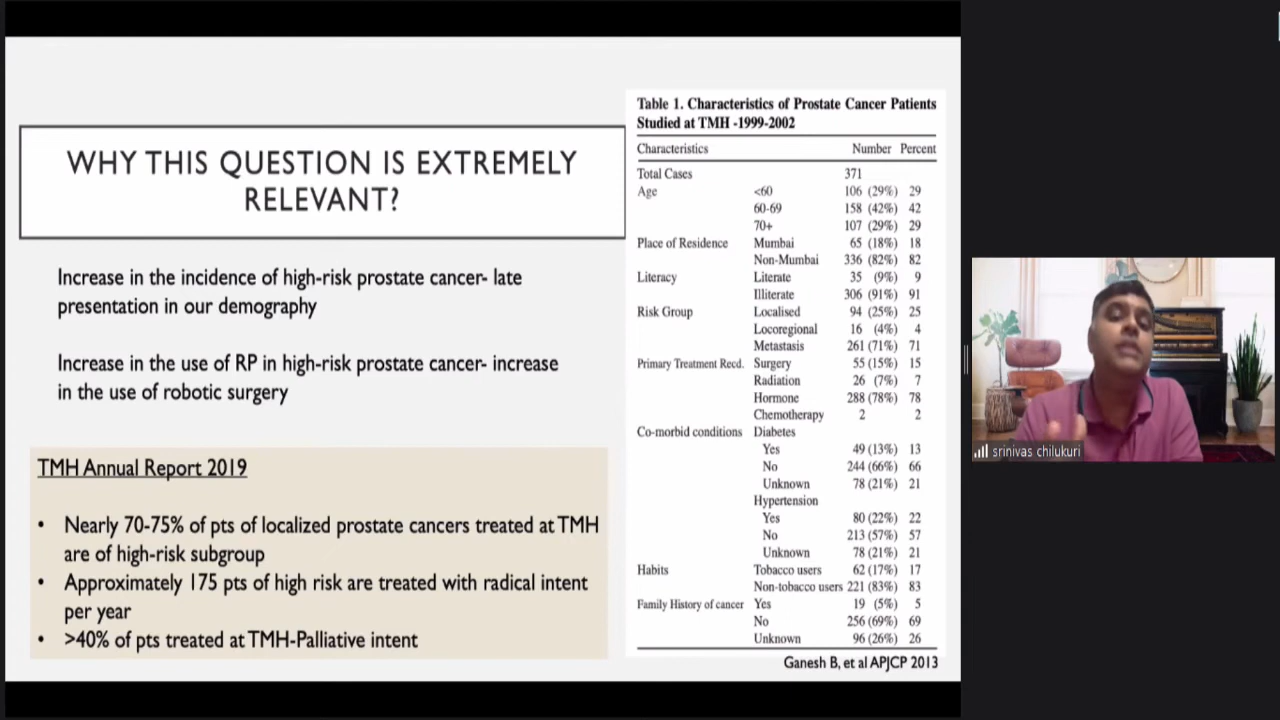 WHY THIS QUESTION IS EXTREMELY
RELEVANT?
Increase in the incidence of high-risk prostate cancer- late
presentation in our demography
Increase in the use of RP in high-risk prostate cancer- increase
in the use of robotic surgery
TMH Annual Report 2019
• Nearly 70-75% of pts of localized prostate cancers treated at TMH
are of high-risk subgroup
• Approximately 175 pts of high risk are treated with radical intent
per year
• >40% of pts treated at TMH-Palliative intent
Table 1. Characteristics of Prostate Cancer Patients
Studied at TMH -1999-2002
Characteristics Number Percent
Total Cases 371
Age <60 106 (29%) 29
60-69 158 (42%) 42
70+ 107 (29%) 29
Place of Residence Mumbai 65 (18%) 18
Non-Mumbai 336 (82%) 82
Literacy Literate 35 (9%) 9
Illiterate 306 (91%) 91
Risk Group Localised 94 (25%) 25
Locoregional 16 (4%) 4
Metastasis 261 (71%) 71
Primary Treatment Recd. Surgery 55 (15%) 15
Radiation 26 (7%) 7
Hormone 288 (78%) 78
Chemotherapy 2 2
Co-morbid conditions Diabetes
Yes 49 (13%) 13
No 244 (66%) 66
Unknown 78 (21%) 21
Hypertension
Yes 80 (22%) 22
No 213 (57%) 57
Unknown 78 (21%) 21
Habits Tobacco users 62 (17%) 17
Non-tobacco users 221 (83%) 83
Family History of cancer Yes 19 (5%) 5
No 256 (69%) 69
Unknown 96 (26%) 26
Ganesh B, et al APJCP 2013
srinivas chilukuri